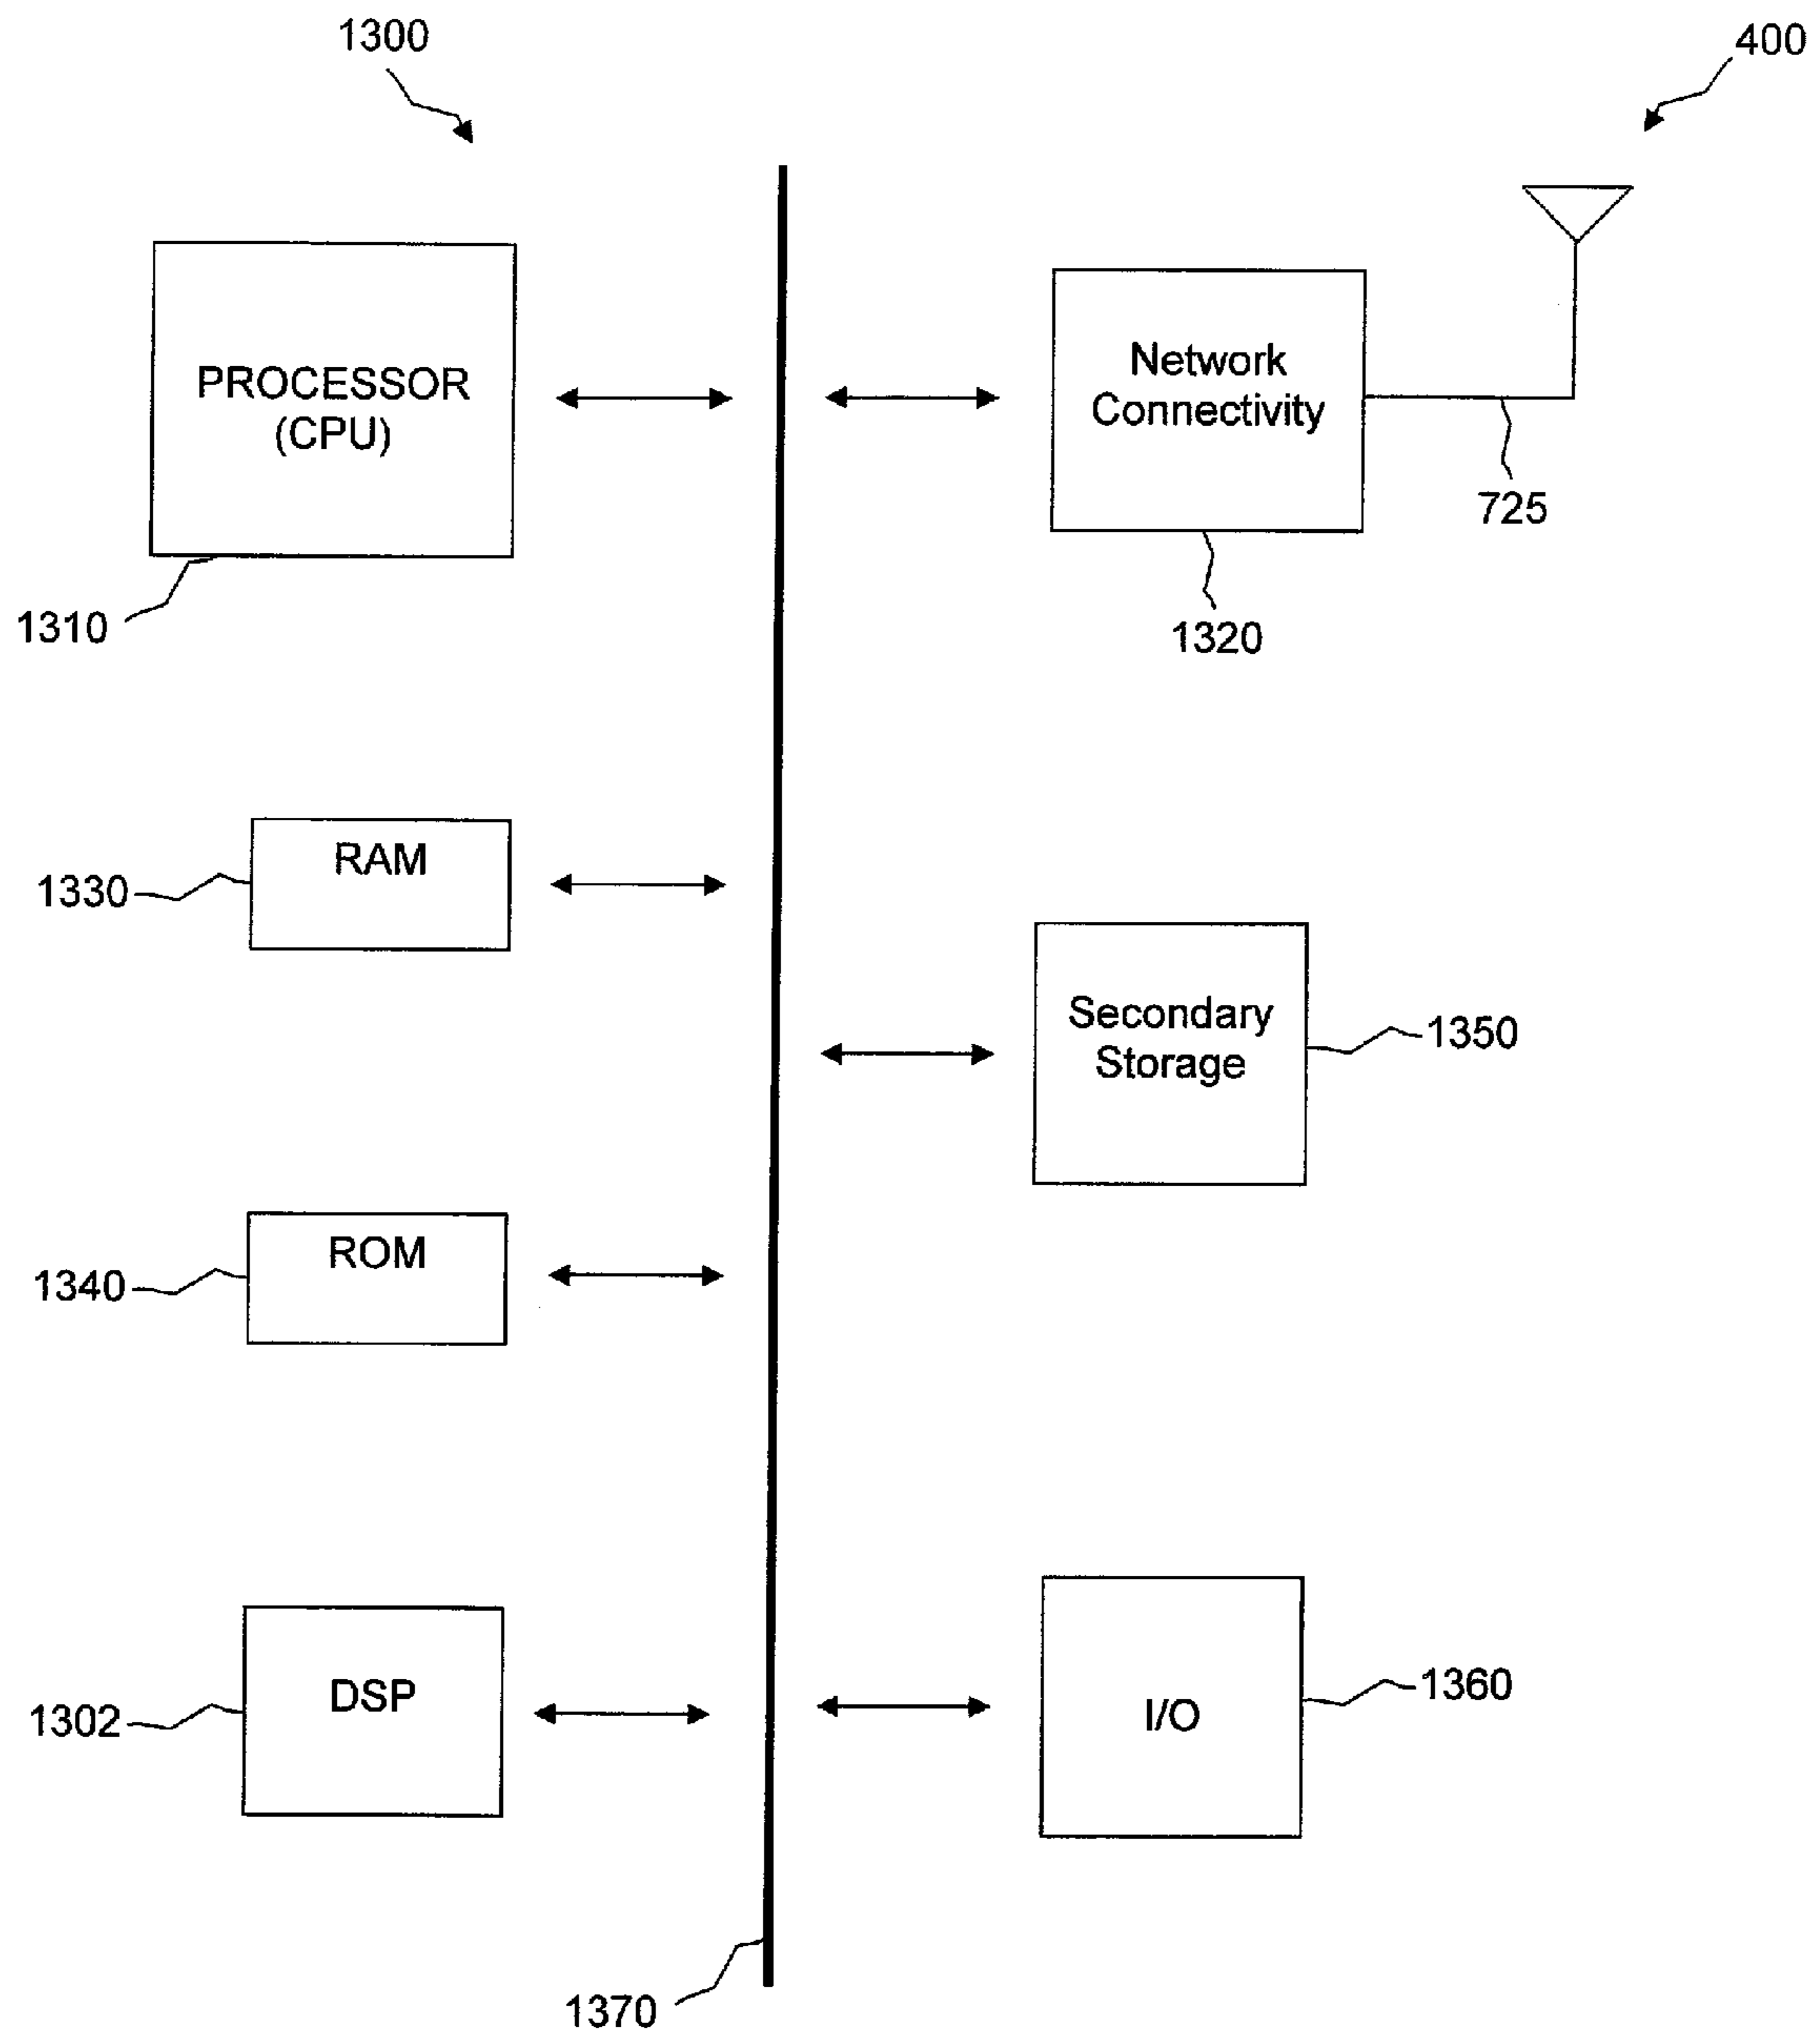 1300
400
PROCESSOR
(CPU)
Network
Connectivity
725
1310
1320
RAM
1330
Secondary
Storage
1350
ROM
1340
DSP
1302
I/O
1360
1370